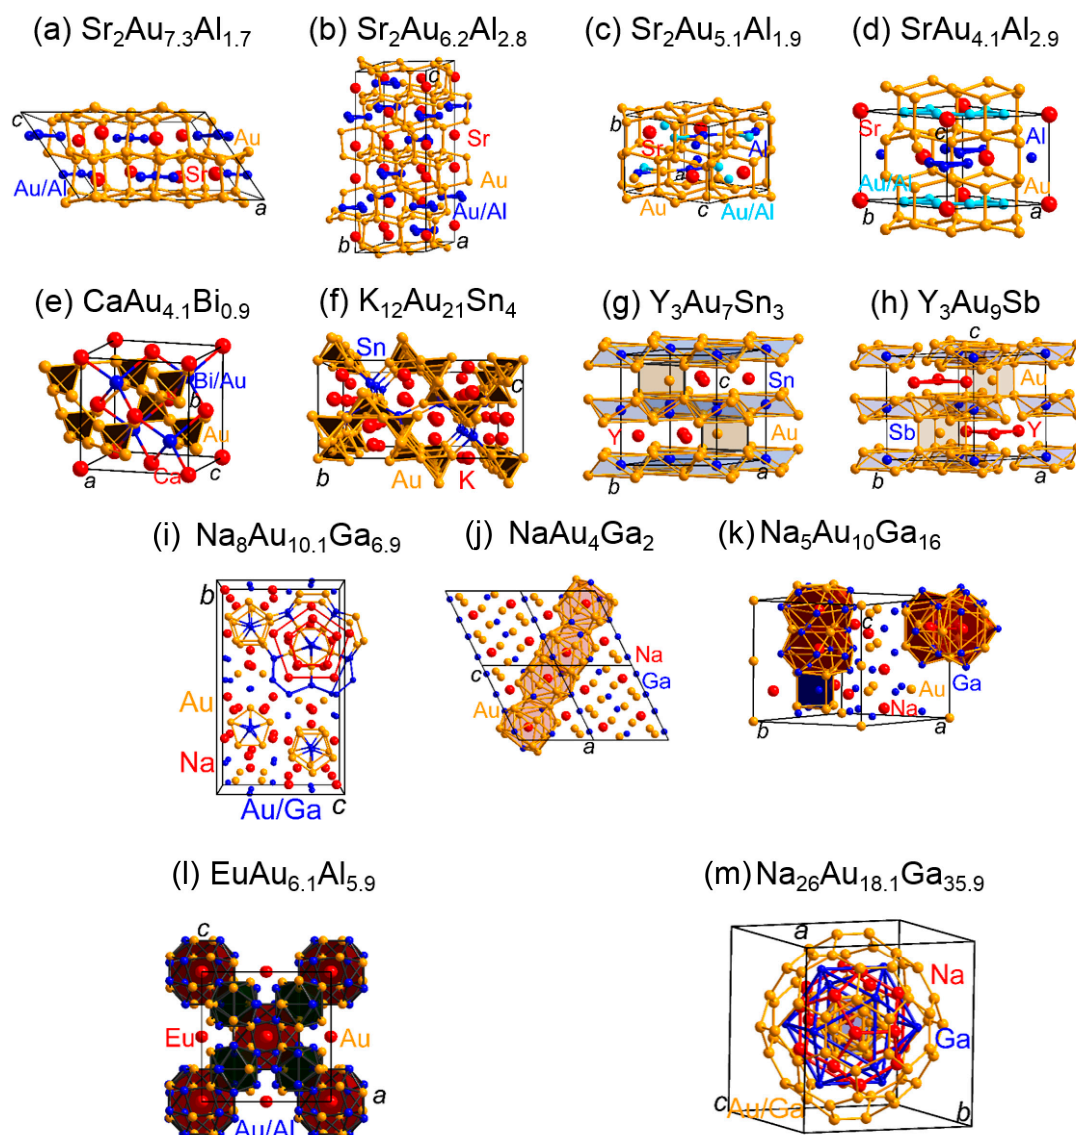 (a) Sr2Au7.3Al1.7
(b) Sr2Au6.2Al2.8
(c) Sr2Au5.1Al1.9
(d) SrAu4.1Al2.9
c
Au
Sr
Au/Al
a
c
Sr
Au
Au/Al
b
a
b
Sr
Al
a
Au
c
Au/Al
Sr
c
Al
Au/Al
Au
b
a
(e) CaAu4.1Bi0.9
(f) K12Au21Sn4
(g) Y3Au7Sn3
(h) Y3Au9Sb
Bi/Au
b
Au
a
Ca
c
Sn
c
b
Au
K
c
Sn
Y
Au
b
a
c
Au
Sb
Y
b
a
(i) Na8Au10.1Ga6.9
(j) NaAu4Ga2
(k) Na5Au10Ga16
b
Au
Na
Au/Ga
c
Na
c
Ga
Au
a
c
Au
Ga
Na
b
a
(l) EuAu6.1Al5.9
(m) Na26Au18.1Ga35.9
c
Eu
Au
a
Au/Al
a
Na
Ga
c
Au/Ga
b